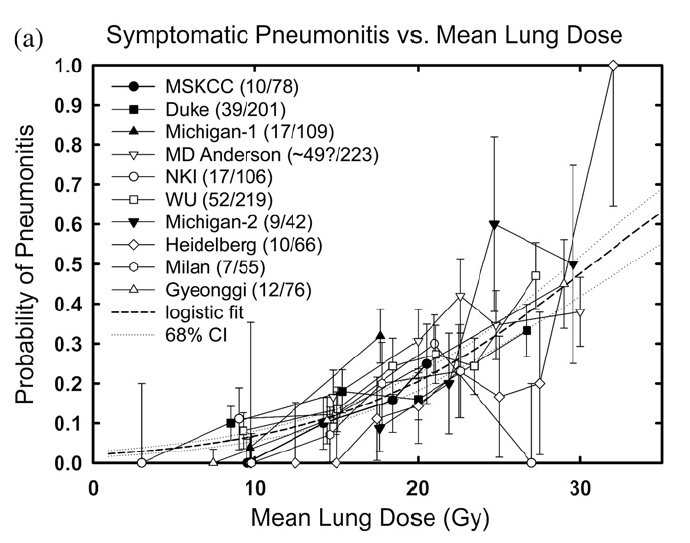 (a)
Symptomatic Pneumonitis vs. Mean Lung Dose
Probability of Pneumonitis
1.0
0.9
0.8
0.7
0.6
0.5
0.4
0.3
0.2
0.1
0.0
MSKCC (10/78)
Duke (39/201)
Michigan-1 (17/109)
MD Anderson (~49?/223)
NKI (17/106)
WU (52/219)
Michigan-2 (9/42)
Heidelberg (10/66)
Milan (7/55)
Gyeonggi (12/76)
logistic fit
68% CI
0 10 20 30
Mean Lung Dose (Gy)